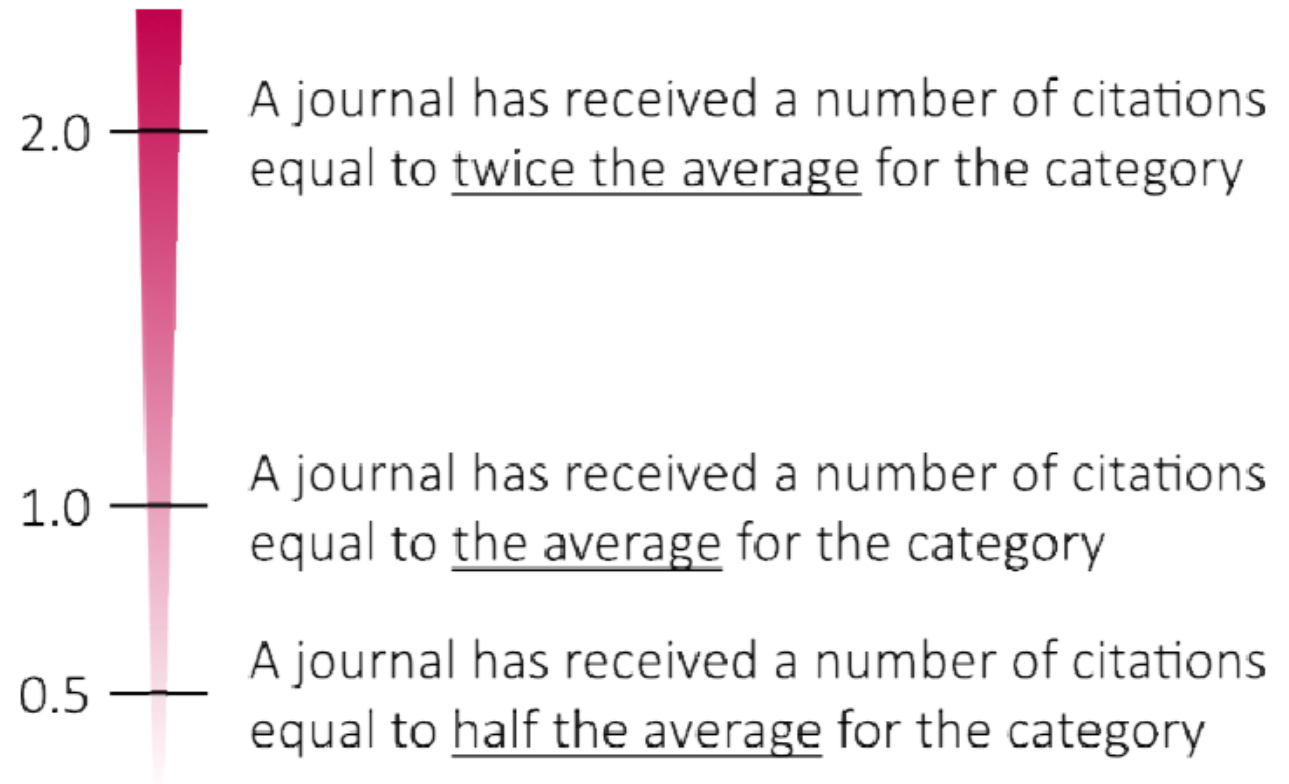 2.0
A journal has received a number of citations
equal to twice the average for the category
1.0
A journal has received a number of citations
equal to the average for the category
0.5
A journal has received a number of citations
equal to half the average for the category